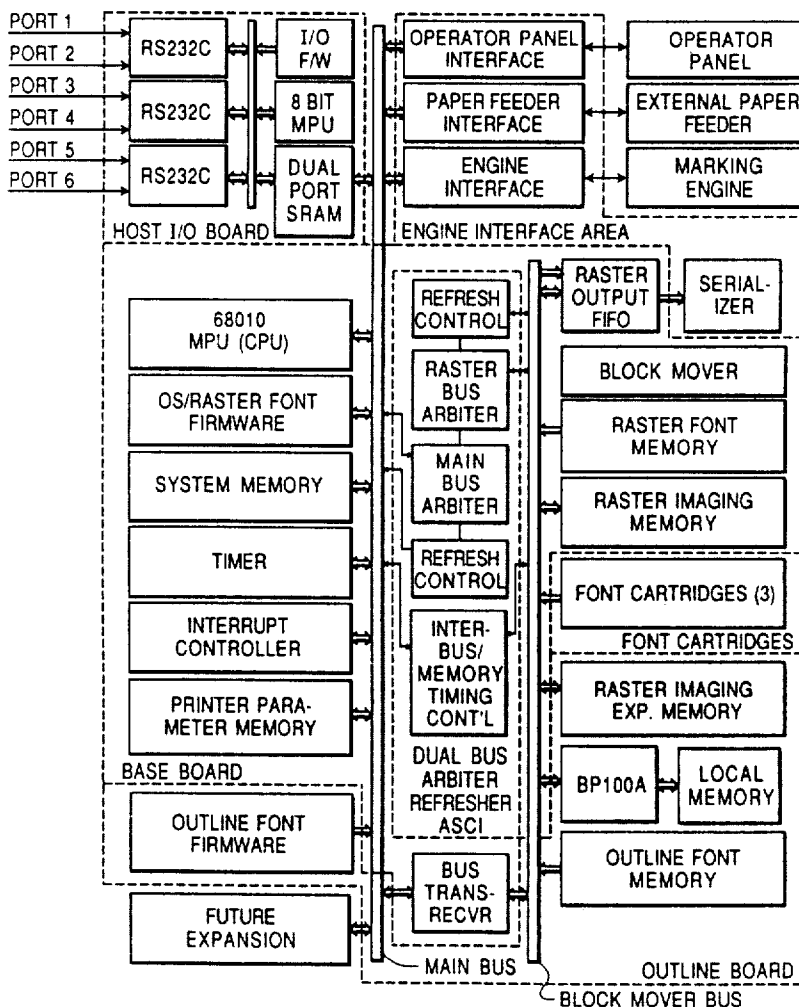 PORT 1
PORT 2
PORT 3
PORT 4
PORT 5
PORT 6
RS232C
RS232C
RS232C
I/O
F/W
8 BIT
MPU
DUAL
PORT
SRAM
HOST I/O BOARD
OPERATOR PANEL
INTERFACE
PAPER FEEDER
INTERFACE
ENGINE
INTERFACE
ENGINE INTERFACE AREA
OPERATOR
PANEL
EXTERNAL PAPER
FEEDER
MARKING
ENGINE
68010
MPU (CPU)
OS/RASTER FONT
FIRMWARE
SYSTEM MEMORY
TIMER
INTERRUPT
CONTROLLER
PRINTER PARA-
METER MEMORY
BASE BOARD
OUTLINE FONT
FIRMWARE
FUTURE
EXPANSION
REFRESH
CONTROL
RASTER
BUS
ARBITER
MAIN
BUS
ARBITER
REFRESH
CONTROL
INTER-
BUS/
MEMORY
TIMING
CONT'L
DUAL BUS
ARBITER
REFRESHER
ASCI
BUS
TRANS-
RECVR
MAIN BUS
RASTER
OUTPUT
FIFO
SERIAL-
IZER
BLOCK MOVER
RASTER FONT
MEMORY
RASTER IMAGING
MEMORY
FONT CARTRIDGES (3)
FONT CARTRIDGES
RASTER IMAGING
EXP. MEMORY
BP100A
LOCAL
MEMORY
OUTLINE FONT
MEMORY
OUTLINE BOARD
BLOCK MOVER BUS